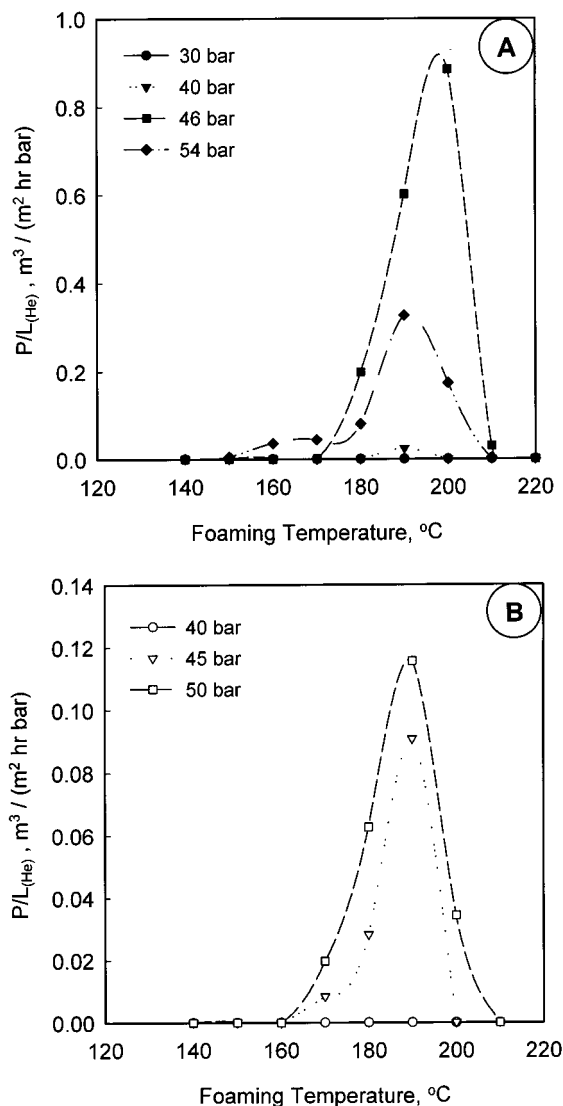 A
30 bar
40 bar
46 bar
54 bar
1.0
0.8
0.6
0.4
0.2
0.0
P/L(He) , m3 / (m2 hr bar)
120 140 160 180 200 220
Foaming Temperature, oC
B
40 bar
45 bar
50 bar
0.14
0.12
0.10
0.08
0.06
0.04
0.02
0.00
P/L(He) , m3 / (m2 hr bar)
120 140 160 180 200 220
Foaming Temperature, oC